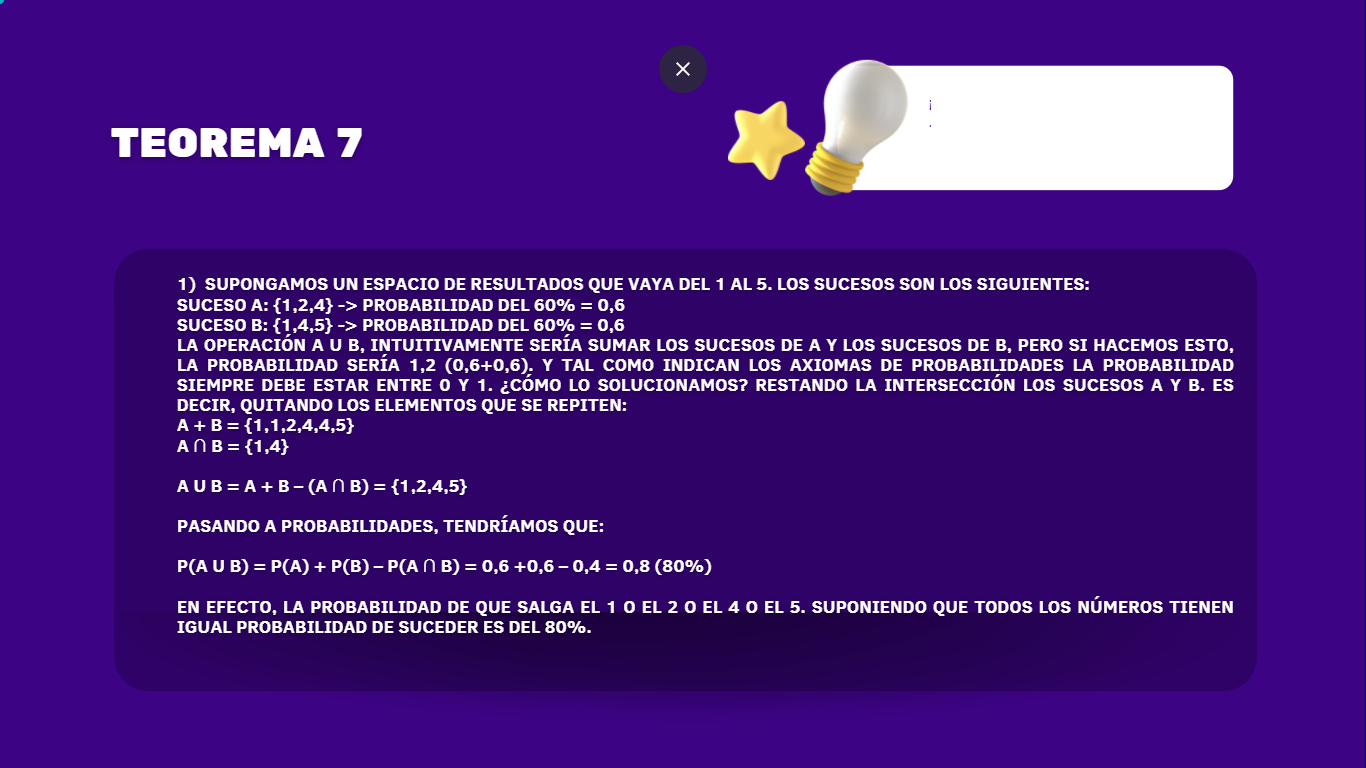 TEOREMA 7
¡
.
1) SUPONGAMOS UN ESPACIO DE RESULTADOS QUE VAYA DEL 1 AL 5. LOS SUCESOS SON LOS SIGUIENTES:
SUCESO A: {1,2,4} -> PROBABILIDAD DEL 60% = 0,6
SUCESO B: {1,4,5} -> PROBABILIDAD DEL 60% = 0,6
LA OPERACIÓN A U B, INTUITIVAMENTE SERÍA SUMAR LOS SUCESOS DE A Y LOS SUCESOS DE B, PERO SI HACEMOS ESTO,
LA PROBABILIDAD SERÍA 1,2 (0,6+0,6). Y TAL COMO INDICAN LOS AXIOMAS DE PROBABILIDADES LA PROBABILIDAD
SIEMPRE DEBE ESTAR ENTRE 0 Y 1. ¿CÓMO LO SOLUCIONAMOS? RESTANDO LA INTERSECCIÓN LOS SUCESOS A Y B. ES
DECIR, QUITANDO LOS ELEMENTOS QUE SE REPITEN:
A + B = {1,1,2,4,4,5}
A ∩ B = {1,4}
A U B = A + B – (A ∩ B) = {1,2,4,5}
PASANDO A PROBABILIDADES, TENDRÍAMOS QUE:
P(A U B) = P(A) + P(B) – P(A ∩ B) = 0,6 +0,6 – 0,4 = 0,8 (80%)
EN EFECTO, LA PROBABILIDAD DE QUE SALGA EL 1 O EL 2 O EL 4 O EL 5. SUPONIENDO QUE TODOS LOS NÚMEROS TIENEN
IGUAL PROBABILIDAD DE SUCEDER ES DEL 80%.